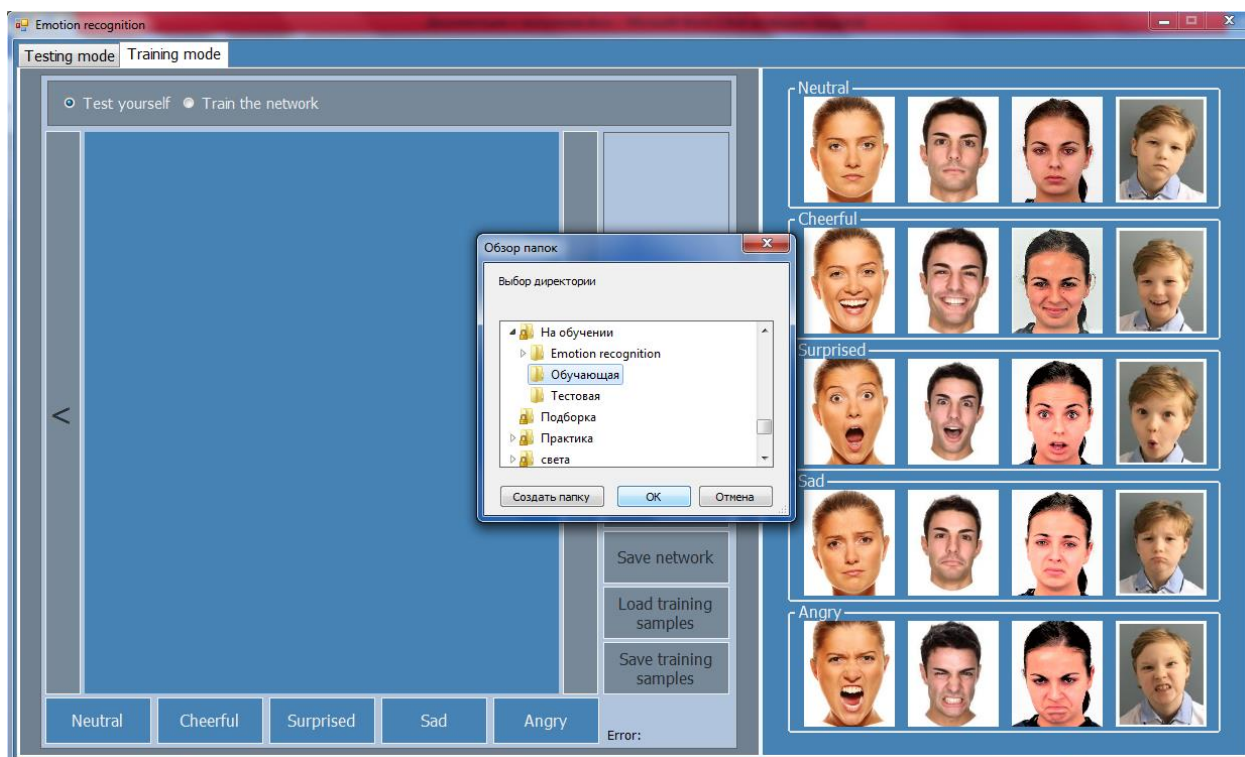 Emotion recognition
Testing mode
Training mode
Test yourself
Train the network
<
Обзор папок
Выбор директории
На обучении
Emotion recognition
Обучающая
Тестовая
Подборка
Практика
света
Создать папку
ОК
Отмена
Save network
Load training
samples
Save training
samples
Neutral
Cheerful
Surprised
Sad
Angry
Error:
Neutral
Cheerful
Surprised
Sad
Angry